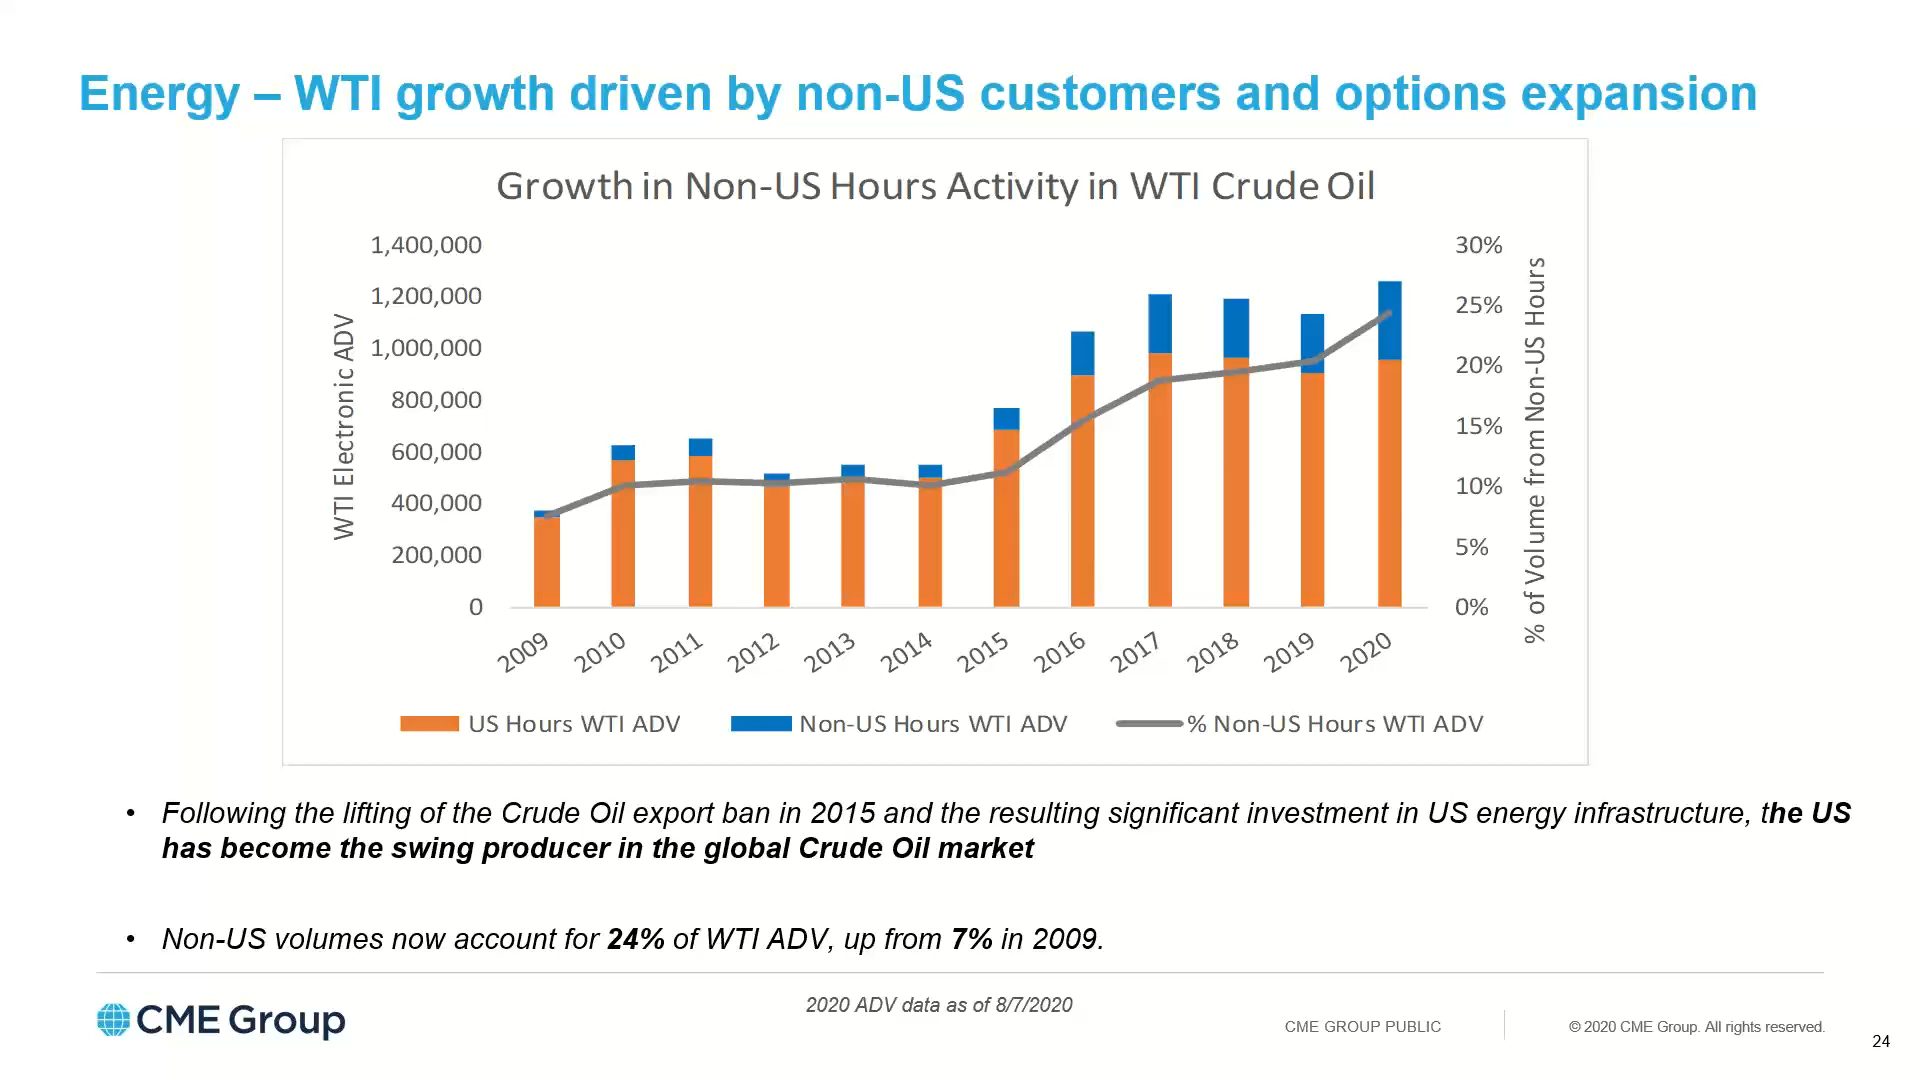 Energy – WTI growth driven by non-US customers and options expansion
Growth in Non-US Hours Activity in WTI Crude Oil
WTI Electronic ADV
1,400,000
1,200,000
1,000,000
800,000
600,000
400,000
200,000
0
30%
25%
20%
15%
10%
5%
0%
% of Volume from Non-US Hours
2009 2010 2011 2012 2013 2014 2015 2016 2017 2018 2019 2020
US Hours WTI ADV Non-US Hours WTI ADV % Non-US Hours WTI ADV
• Following the lifting of the Crude Oil export ban in 2015 and the resulting significant investment in US energy infrastructure, the US
has become the swing producer in the global Crude Oil market
• Non-US volumes now account for 24% of WTI ADV, up from 7% in 2009.
2020 ADV data as of 8/7/2020
CME Group
CME GROUP PUBLIC
© 2020 CME Group. All rights reserved.
24